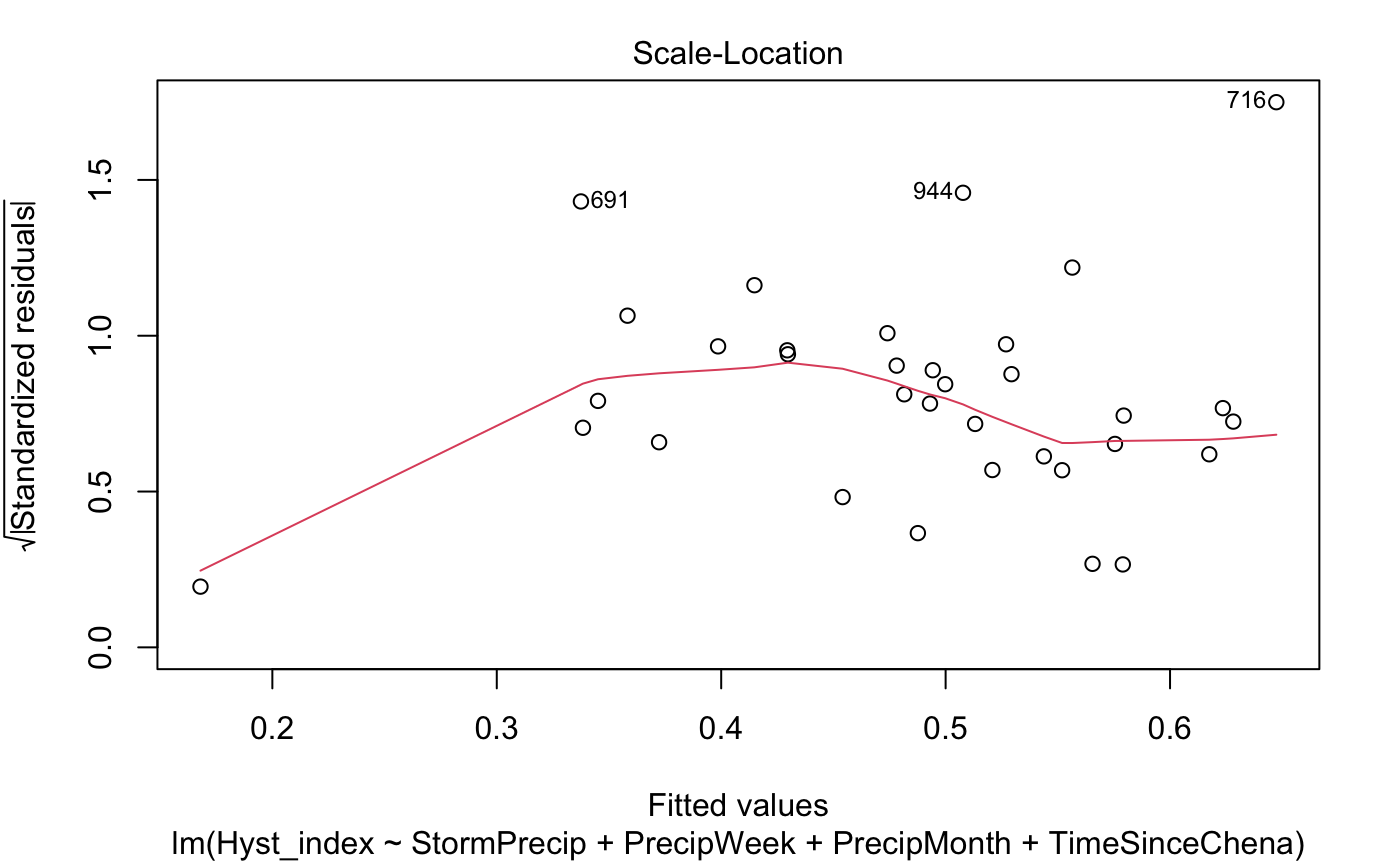 Scale-Location
716
1.5
944
691
1.0
0.5
0.0
√|Standardized residuals|
0.2 0.3 0.4 0.5 0.6
Fitted values
lm(Hyst_index ~ StormPrecip + PrecipWeek + PrecipMonth + TimeSinceChena)